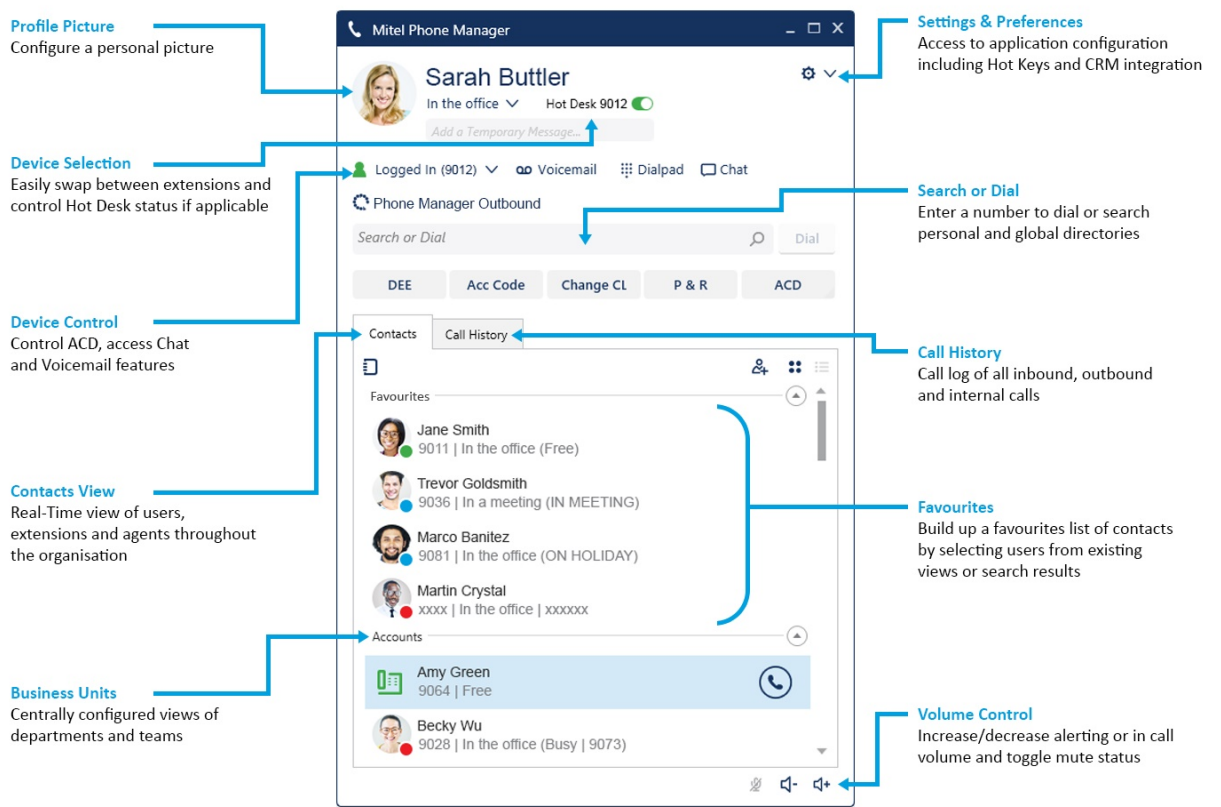 Profile Picture
Configure a personal picture
Device Selection
Easily swap between extensions and
control Hot Desk status if applicable
Device Control
Control ACD, access Chat
and Voicemail features
Contacts View
Real-Time view of users,
extensions and agents throughout
the organisation
Business Units
Centrally configured views of
departments and teams
Mitel Phone Manager
Sarah Buttler
In the office
Hot Desk 9012
Add a Temporary Message...
Logged In (9012)
Voicemail
Dialpad
Chat
Phone Manager Outbound
Search or Dial
Dial
DEE
Acc Code
Change CL
P & R
ACD
Contacts
Call History
Favourites
Jane Smith
9011 | In the office (Free)
Trevor Goldsmith
9036 | In a meeting (IN MEETING)
Marco Banitez
9081 | In the office (ON HOLIDAY)
Martin Crystal
xxxx | In the office | xxxxxx
Accounts
Amy Green
9064 | Free
Becky Wu
9028 | In the office (Busy | 9073)
Settings & Preferences
Access to application configuration
including Hot Keys and CRM integration
Search or Dial
Enter a number to dial or search
personal and global directories
Call History
Call log of all inbound, outbound
and internal calls
Favourites
Build up a favourites list of contacts
by selecting users from existing
views or search results
Volume Control
Increase/decrease alerting or in call
volume and toggle mute status